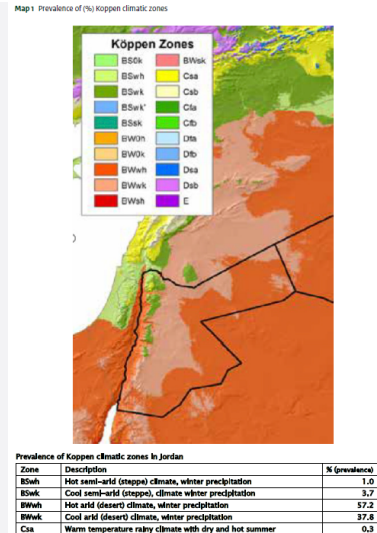 Map 1 Prevalence of (%) Koppen climatic zones
Köppen Zones
BS0k BWsk
BSwh Csa
BSwk Csb
BSwk' Cfa
BSsk Cfb
BW0h Dfa
BW0k Dfb
BWwh Dsa
BWwk Dsb
BWsh E
Prevalence of Koppen climatic zones in Jordan
Zone Description % (prevalence)
BSwh Hot semi-arid (steppe) climate, winter precipitation 1.0
BSwk Cool semi-arid (steppe), climate winter precipitation 3.7
BWwh Hot arid (desert) climate, winter precipitation 57.2
BWwk Cool arid (desert) climate, winter precipitation 37.8
Csa Warm temperature rainy climate with dry and hot summer 0.3